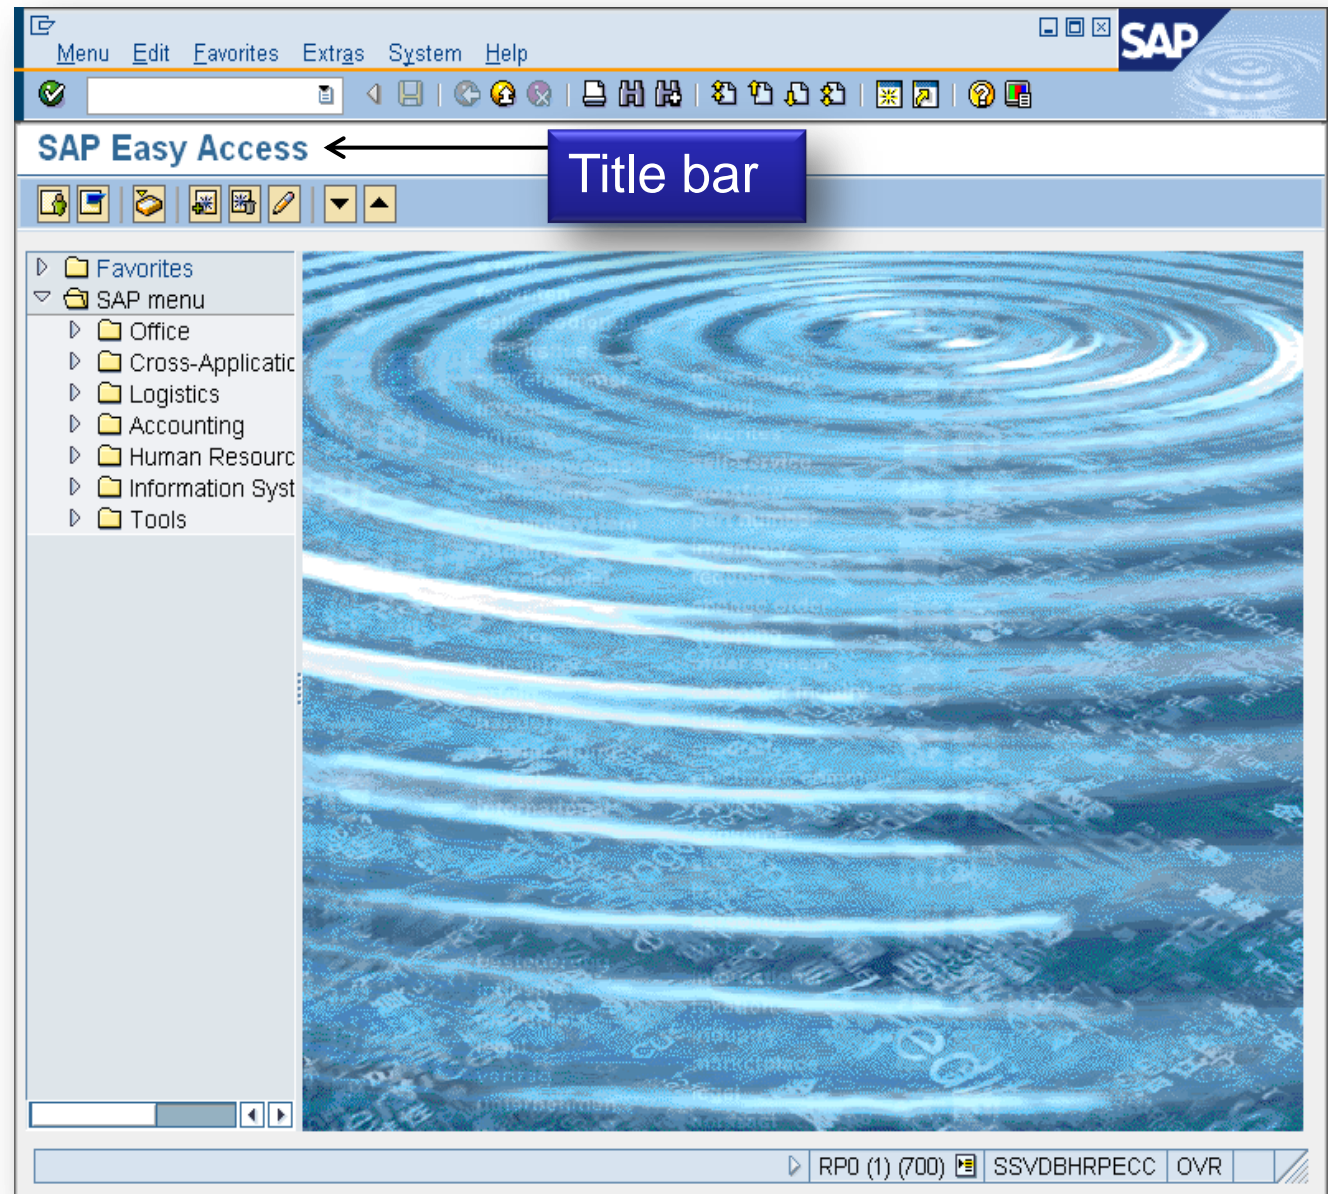 Menu Edit Favorites Extras System Help
SAP
SAP Easy Access
Title bar
Favorites
SAP menu
Office
Cross-Applicatic
Logistics
Accounting
Human Resourc
Information Syst
Tools
RP0 (1) (700) SSVDBHRPECC OVR